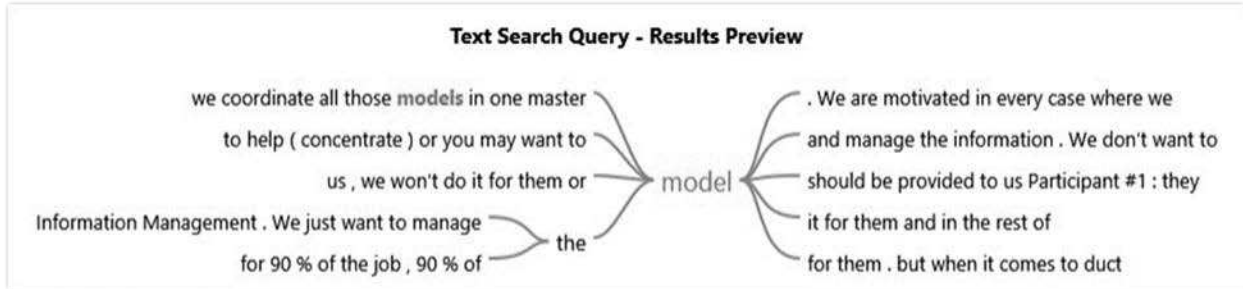 Text Search Query - Results Preview
we coordinate all those models in one master
to help ( concentrate ) or you may want to
us , we won't do it for them or
Information Management . We just want to manage
for 90 % of the job , 90 % of
the
model
. We are motivated in every case where we
and manage the information . We don't want to
should be provided to us Participant #1 : they
it for them and in the rest of
for them . but when it comes to duct